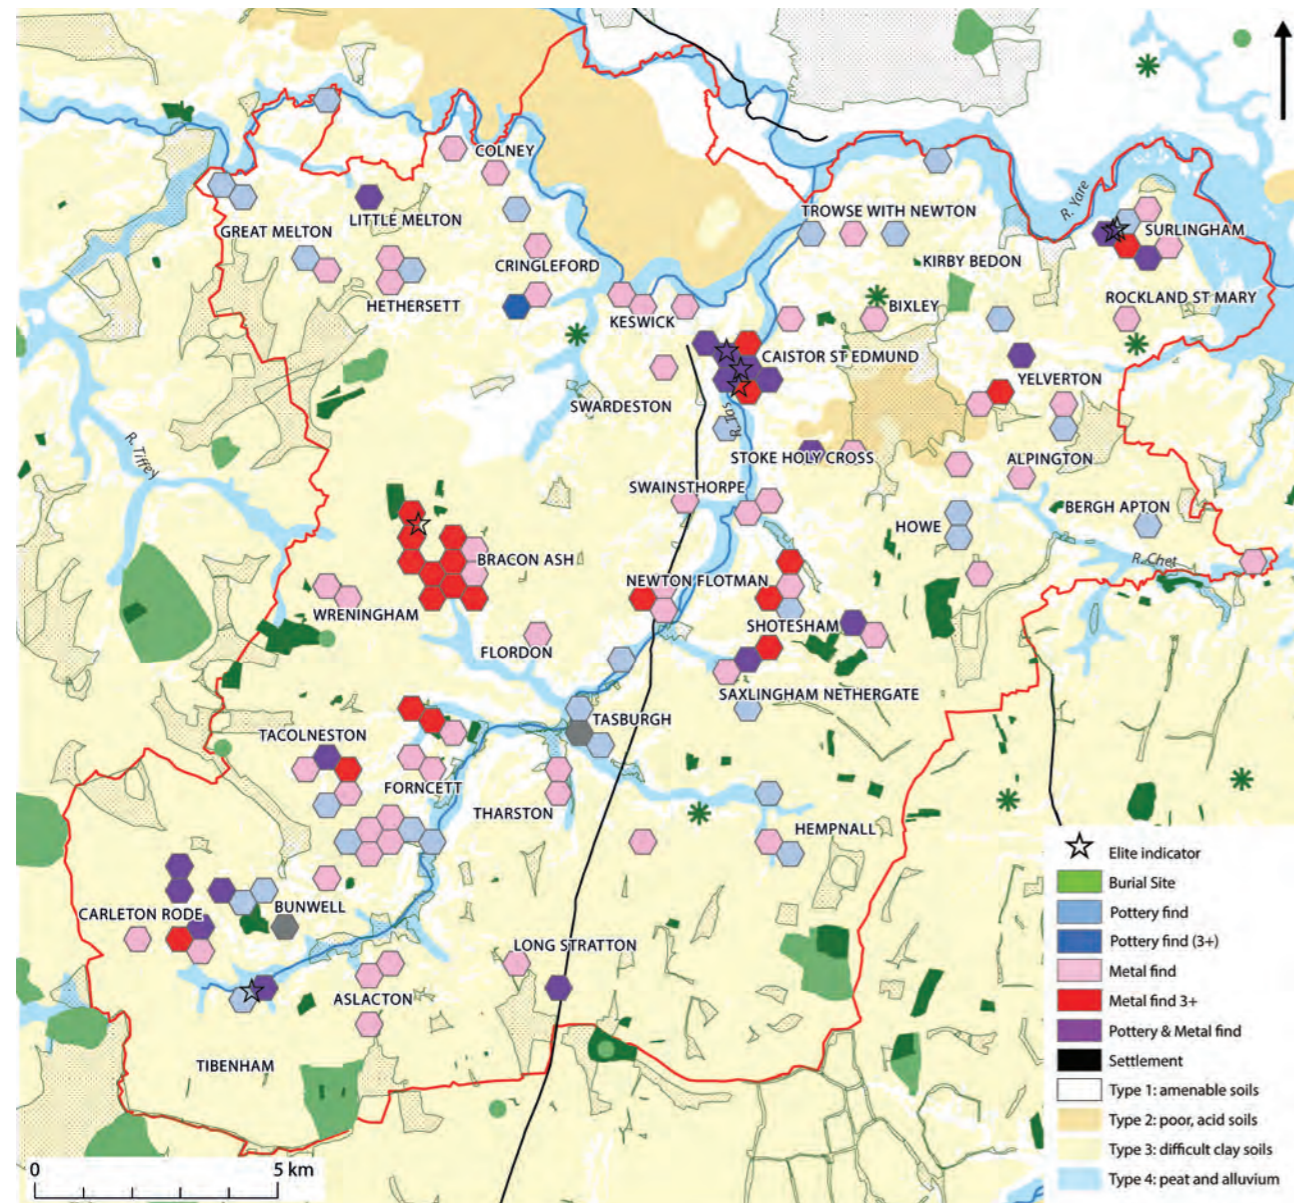 COLNEY
LITTLE MELTON
GREAT MELTON
TROWSE WITH NEWTON
R. Yare
SURLINGHAM
CRINGLEFORD
KIRBY BEDON
HETHERSETT
ROCKLAND ST MARY
KESWICK
BIXLEY
CAISTOR ST EDMUND
YELVERTON
SWARDESTON
R. Tas
R. Tiffey
STOKE HOLY CROSS
ALPINGTON
SWAINSTHORPE
BERGH APTON
HOWE
BRACON ASH
R. Chet
NEWTON FLOTMAN
WRENINGHAM
SHOTESHAM
FLORDON
SAXLINGHAM NETHERGATE
TASBURGH
TACOLNESTON
FORNCETT
THARSTON
HEMPNALL
CARLETON RODE
BUNWELL
LONG STRATTON
ASLACTON
TIBENHAM
Elite indicator
Burial Site
Pottery find
Pottery find (3+)
Metal find
Metal find 3+
Pottery & Metal find
Settlement
Type 1: amenable soils
Type 2: poor, acid soils
Type 3: difficult clay soils
Type 4: peat and alluvium
0 5 km